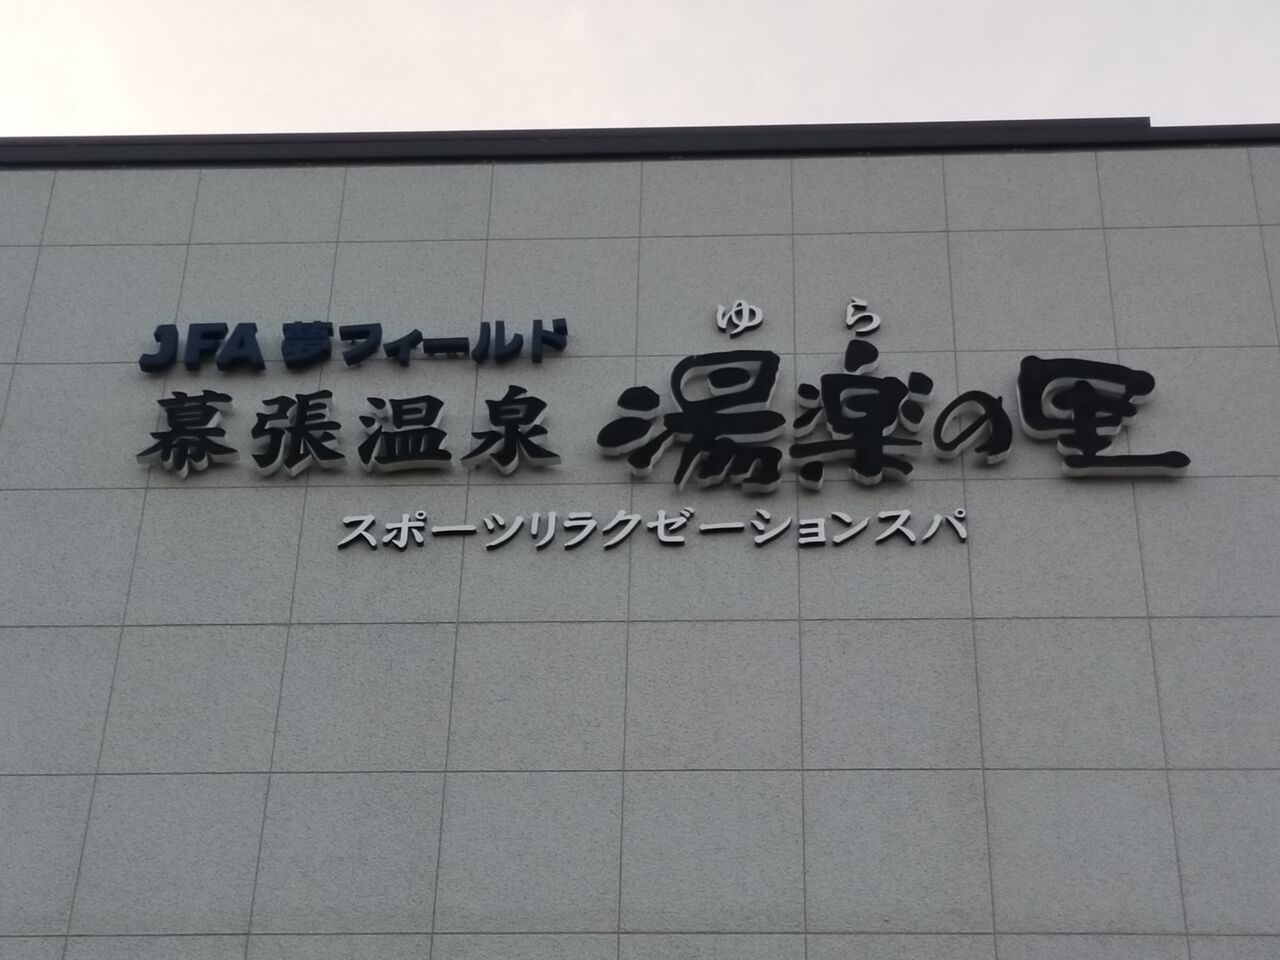 JFA 夢フィールド
幕張温泉
ゆら
湯楽の里
スポーツリラクゼーションスパ